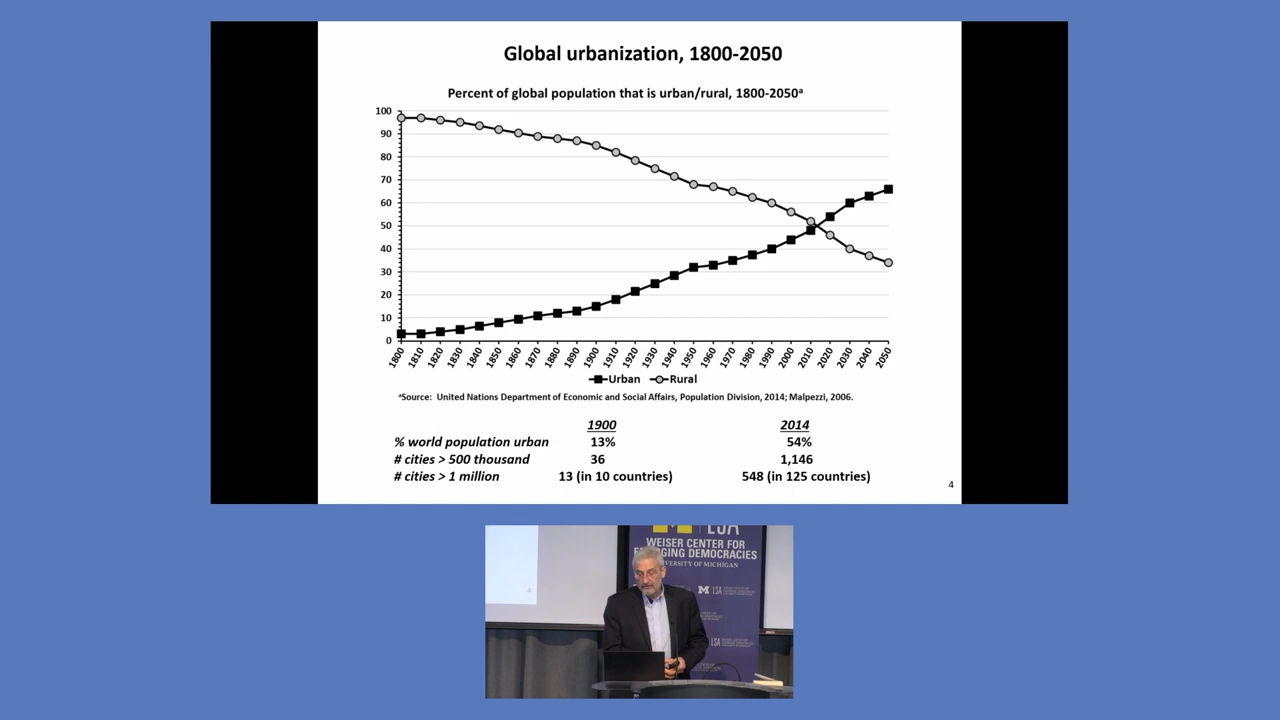 Global urbanization, 1800-2050
Percent of global population that is urban/rural, 1800-2050ᵃ
100
90
80
70
60
50
40
30
20
10
0
1800 1810 1820 1830 1840 1850 1860 1870 1880 1890 1900 1910 1920 1930 1940 1950 1960 1970 1980 1990 2000 2010 2020 2030 2040 2050
Urban Rural
ᵃSource: United Nations Department of Economic and Social Affairs, Population Division, 2014; Malpezzi, 2006.
1900 2014
% world population urban 13% 54%
# cities > 500 thousand 36 1,146
# cities > 1 million 13 (in 10 countries) 548 (in 125 countries)
4
LSA
WEISER CENTER FOR
DEMOCRACIES
OF MICHIGAN
4
M LSA
LSA